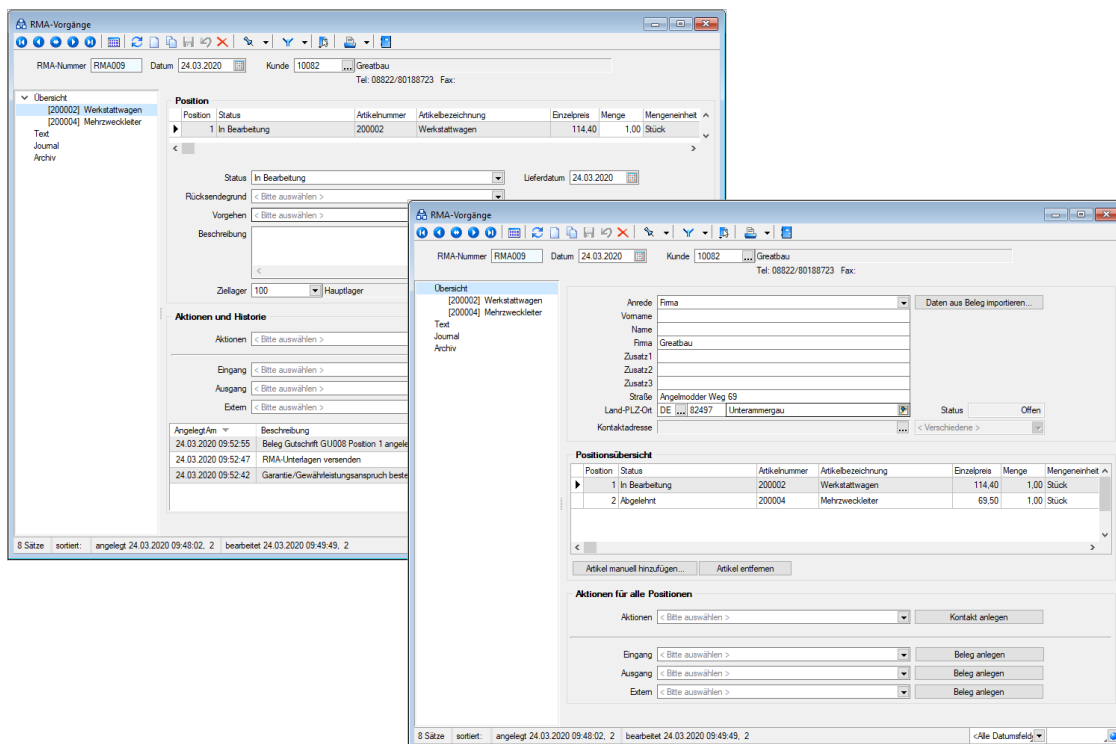 RMA-Vorgänge
RMA-Nummer RMA009 Datum 24.03.2020 Kunde 10082 ... Greatbau
Tel: 08822/80188723 Fax:
Übersicht
[200002] Werkstattwagen
[200004] Mehrzweckleiter
Text
Journal
Archiv
Position
Position Status Artikelnummer Artikelbezeichnung Einzelpreis Menge Mengeneinheit
1 In Bearbeitung 200002 Werkstattwagen 114,40 1,00 Stück
Status In Bearbeitung Lieferdatum 24.03.2020
Rücksendegrund < Bitte auswählen >
Vorgehen < Bitte auswählen >
Beschreibung
Ziellager 100 Hauptlager
Aktionen und Historie
Aktionen < Bitte auswählen >
Eingang < Bitte auswählen >
Ausgang < Bitte auswählen >
Extern < Bitte auswählen >
AngelegtAm Beschreibung
24.03.2020 09:52:55 Beleg Gutschrift GU008 Position 1 angele
24.03.2020 09:52:47 RMA-Unterlagen versenden
24.03.2020 09:52:42 Garantie/Gewährleistungsanspruch beste
8 Sätze sortiert: angelegt 24.03.2020 09:48:02, 2 bearbeitet 24.03.2020 09:49:49, 2
RMA-Vorgänge
RMA-Nummer RMA009 Datum 24.03.2020 Kunde 10082 ... Greatbau
Tel: 08822/80188723 Fax:
Übersicht
[200002] Werkstattwagen
[200004] Mehrzweckleiter
Text
Journal
Archiv
Anrede Firma Daten aus Beleg importieren...
Vorname
Name
Firma Greatbau
Zusatz1
Zusatz2
Zusatz3
Straße Angelmodder Weg 69
Land-PLZ-Ort DE ... 82497 Unterammergau Status Offen
Kontaktadresse ... < Verschiedene >
Positionsübersicht
Position Status Artikelnummer Artikelbezeichnung Einzelpreis Menge Mengeneinheit
1 In Bearbeitung 200002 Werkstattwagen 114,40 1,00 Stück
2 Abgelehnt 200004 Mehrzweckleiter 69,50 1,00 Stück
Artikel manuell hinzufügen... Artikel entfernen
Aktionen für alle Positionen
Aktionen < Bitte auswählen > Kontakt anlegen
Eingang < Bitte auswählen > Beleg anlegen
Ausgang < Bitte auswählen > Beleg anlegen
Extern < Bitte auswählen > Beleg anlegen
8 Sätze sortiert: angelegt 24.03.2020 09:48:02, 2 bearbeitet 24.03.2020 09:49:49, 2 <Alle Datumsfeld